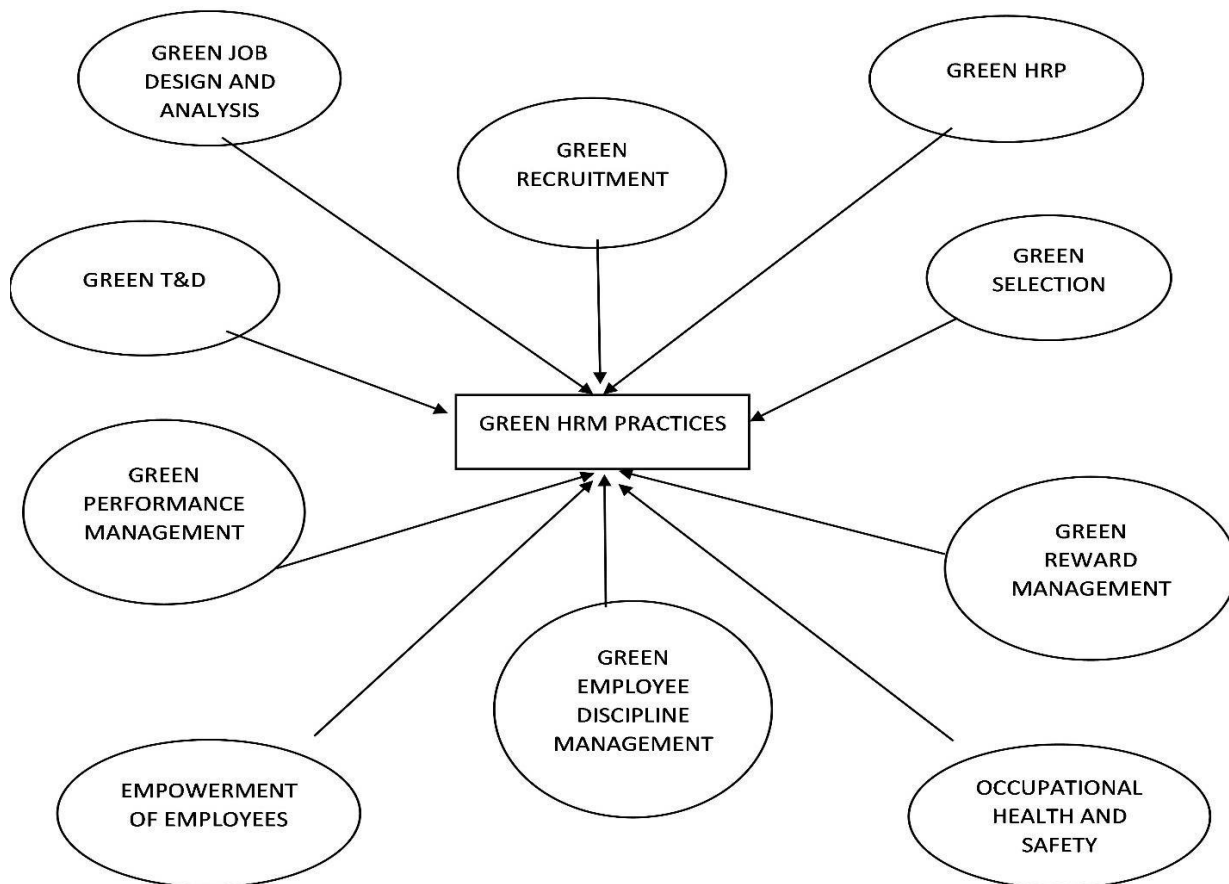 GREEN JOB
DESIGN AND
ANALYSIS
GREEN HRP
GREEN
RECRUITMENT
GREEN T&D
GREEN
SELECTION
GREEN HRM PRACTICES
GREEN
PERFORMANCE
MANAGEMENT
GREEN
REWARD
MANAGEMENT
GREEN
EMPLOYEE
DISCIPLINE
MANAGEMENT
EMPOWERMENT
OF EMPLOYEES
OCCUPATIONAL
HEALTH AND
SAFETY